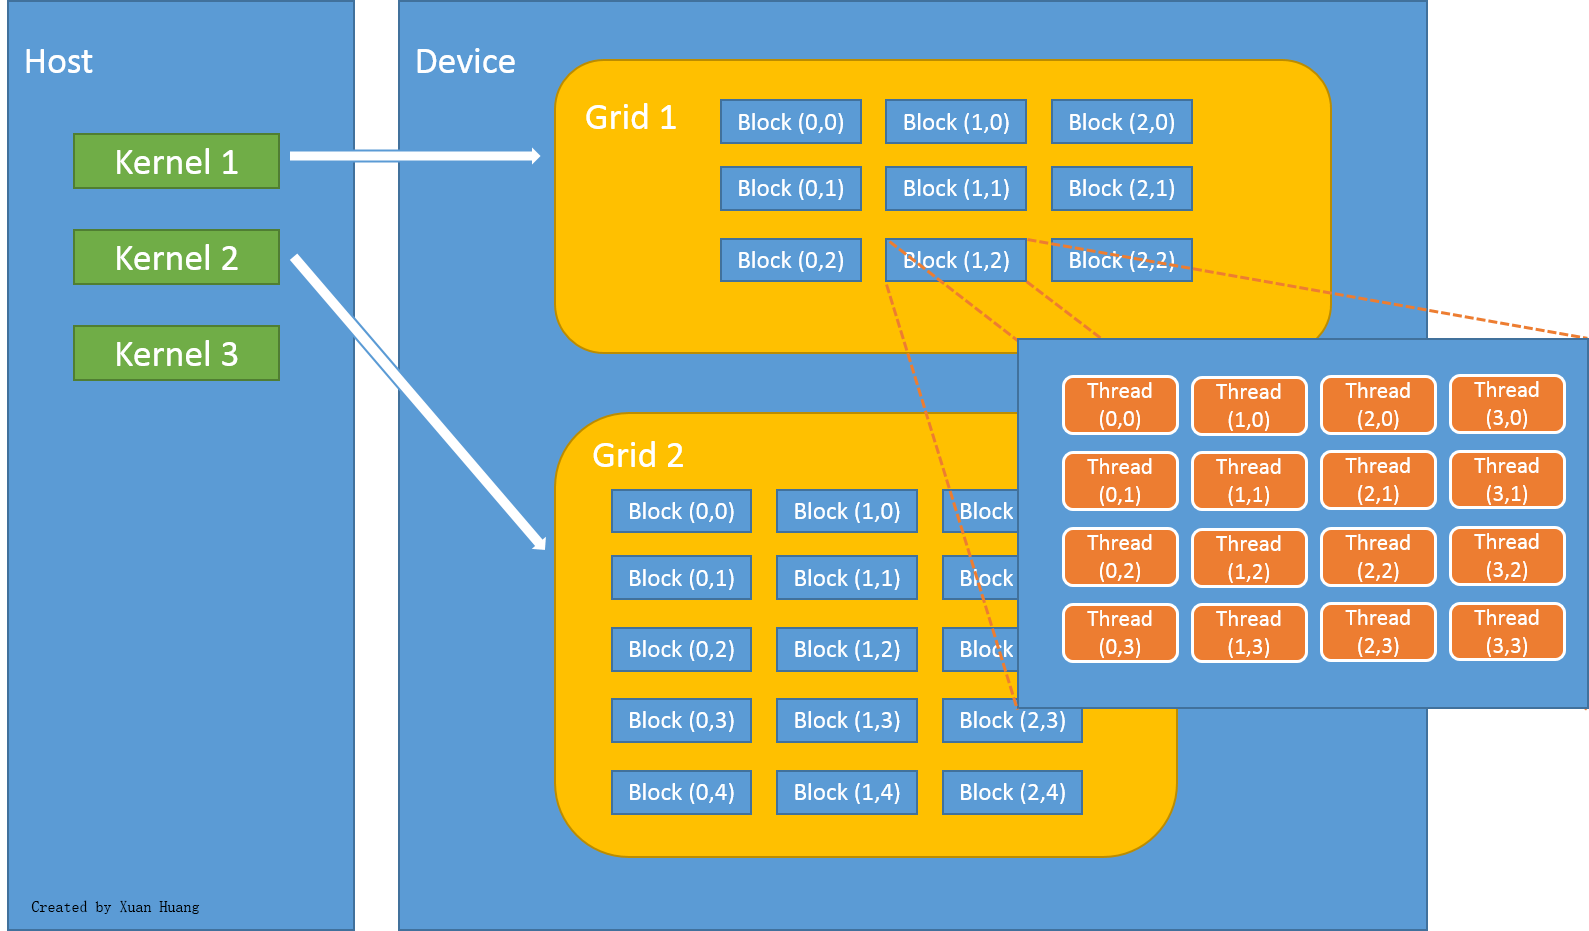 Host
Kernel 1
Kernel 2
Kernel 3
Created by Xuan Huang
Device
Grid 1
Block (0,0) Block (1,0) Block (2,0)
Block (0,1) Block (1,1) Block (2,1)
Block (0,2) Block (1,2) Block (2,2)
Grid 2
Block (0,0) Block (1,0) Block
Block (0,1) Block (1,1) Block
Block (0,2) Block (1,2) Block
Block (0,3) Block (1,3) Block (2,3)
Block (0,4) Block (1,4) Block (2,4)
Thread Thread Thread Thread
(0,0) (1,0) (2,0) (3,0)
Thread Thread Thread Thread
(0,1) (1,1) (2,1) (3,1)
Thread Thread Thread Thread
(0,2) (1,2) (2,2) (3,2)
Thread Thread Thread Thread
(0,3) (1,3) (2,3) (3,3)